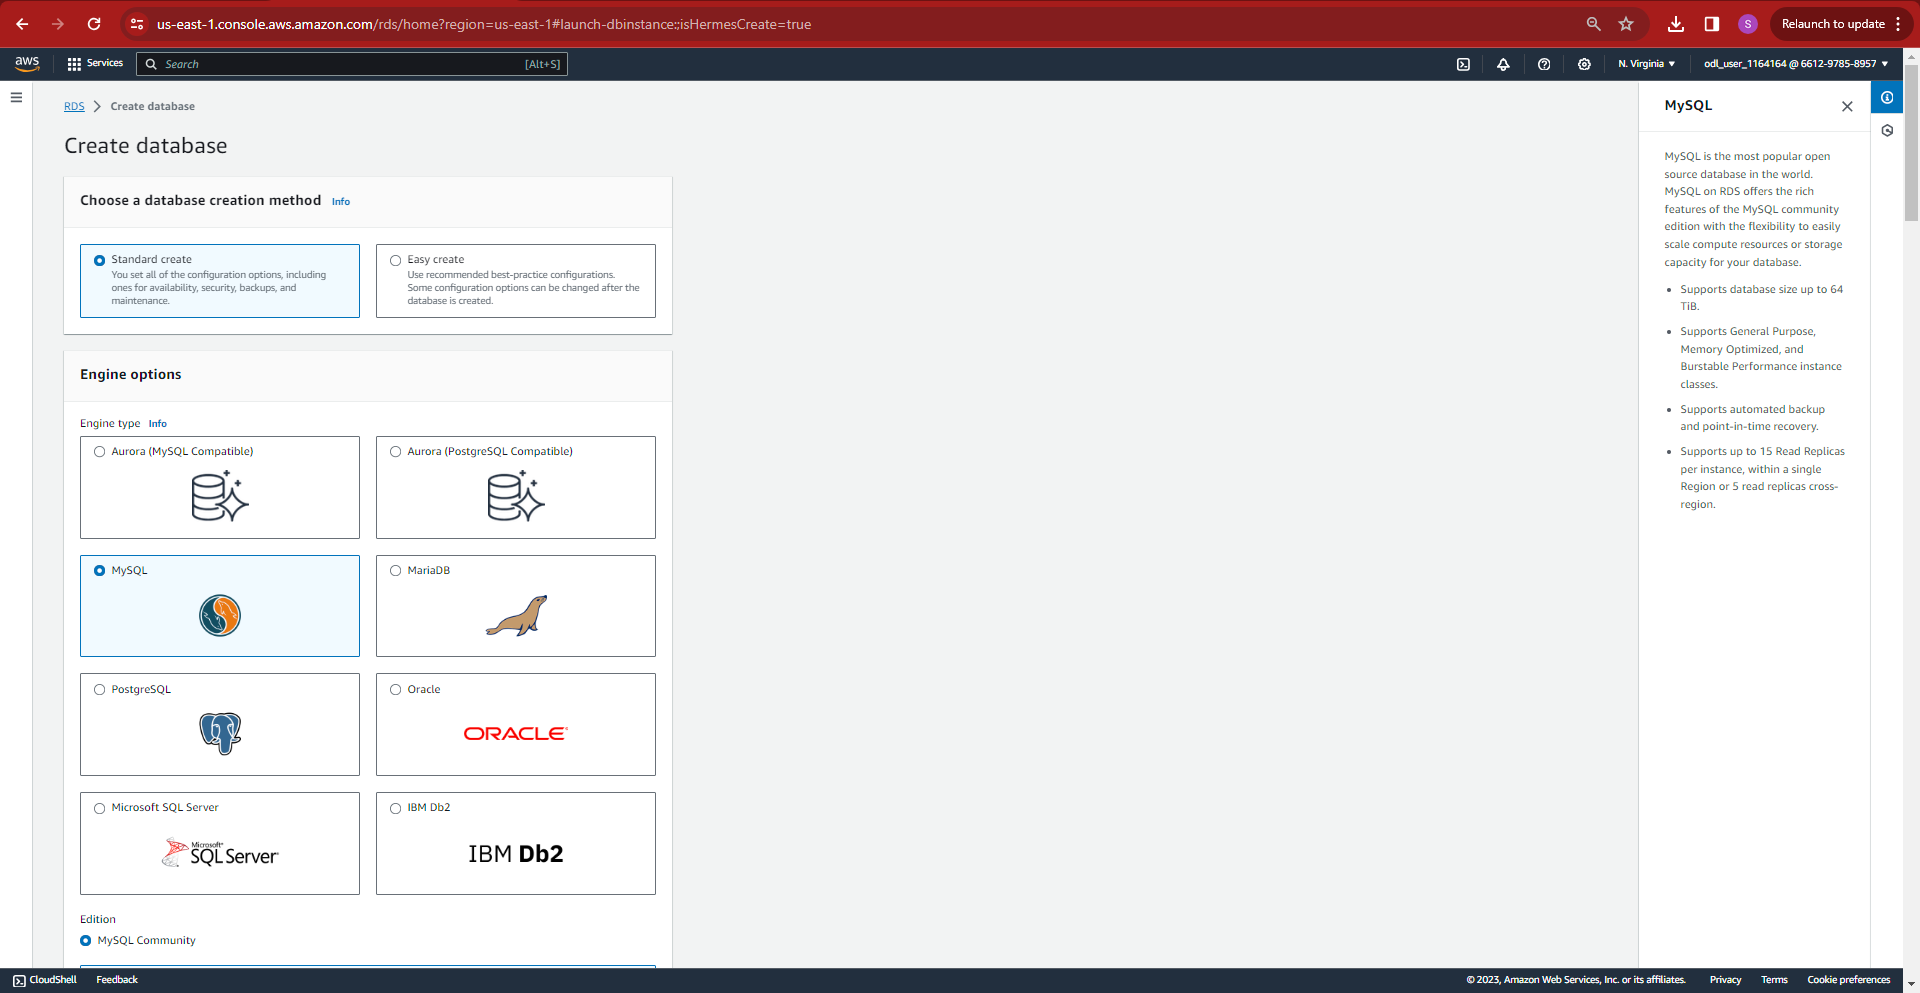 us-east-1.console.aws.amazon.com/rds/home?region=us-east-1#launch-dbinstance;isHermesCreate=true
S
Relaunch to update
aws
Services
Search
[Alt+S]
N. Virginia
odl_user_1164164 @ 6612-9785-8957
RDS
Create database
Create database
Choose a database creation method Info
Standard create
You set all of the configuration options, including
ones for availability, security, backups, and
maintenance.
Easy create
Use recommended best-practice configurations.
Some configuration options can be changed after the
database is created.
Engine options
Engine type Info
Aurora (MySQL Compatible)
Aurora (PostgreSQL Compatible)
MySQL
MariaDB
PostgreSQL
Oracle
ORACLE
Microsoft SQL Server
Microsoft
SQL Server
IBM Db2
IBM Db2
Edition
MySQL Community
MySQL
MySQL is the most popular open
source database in the world.
MySQL on RDS offers the rich
features of the MySQL community
edition with the flexibility to easily
scale compute resources or storage
capacity for your database.
Supports database size up to 64
TiB.
Supports General Purpose,
Memory Optimized, and
Burstable Performance instance
classes.
Supports automated backup
and point-in-time recovery.
Supports up to 15 Read Replicas
per instance, within a single
Region or 5 read replicas cross-
region.
CloudShell
Feedback
© 2023, Amazon Web Services, Inc. or its affiliates.
Privacy
Terms
Cookie preferences